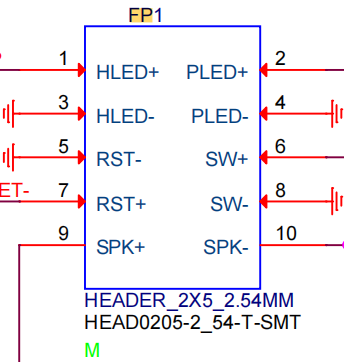 FP1
1 HLED+ PLED+ 2
3 HLED- PLED- 4
5 RST- SW+ 6
ET- 7 RST+ SW- 8
9 SPK+ SPK- 10
HEADER_2X5_2.54MM
HEAD0205-2_54-T-SMT
M